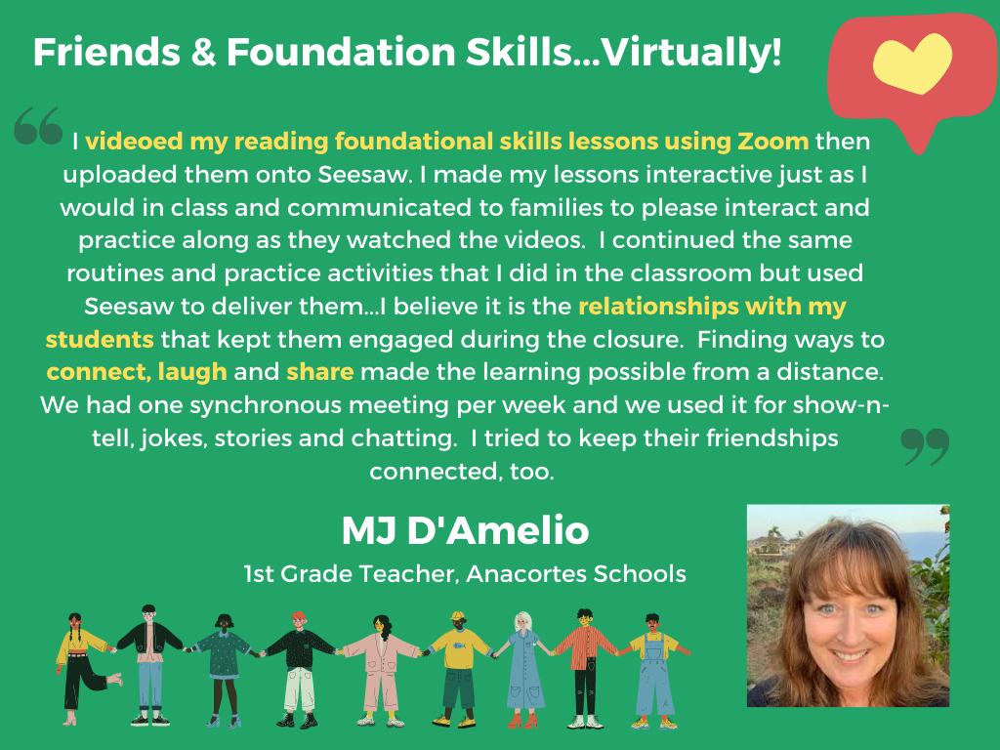 Friends & Foundation Skills...Virtually!
“ I videoed my reading foundational skills lessons using Zoom then
uploaded them onto Seesaw. I made my lessons interactive just as I
would in class and communicated to families to please interact and
practice along as they watched the videos.  I continued the same
routines and practice activities that I did in the classroom but used
Seesaw to deliver them...I believe it is the relationships with my
students that kept them engaged during the closure.  Finding ways to
connect, laugh and share made the learning possible from a distance.
We had one synchronous meeting per week and we used it for show-n-
tell, jokes, stories and chatting.  I tried to keep their friendships
connected, too. ”
MJ D'Amelio
1st Grade Teacher, Anacortes Schools